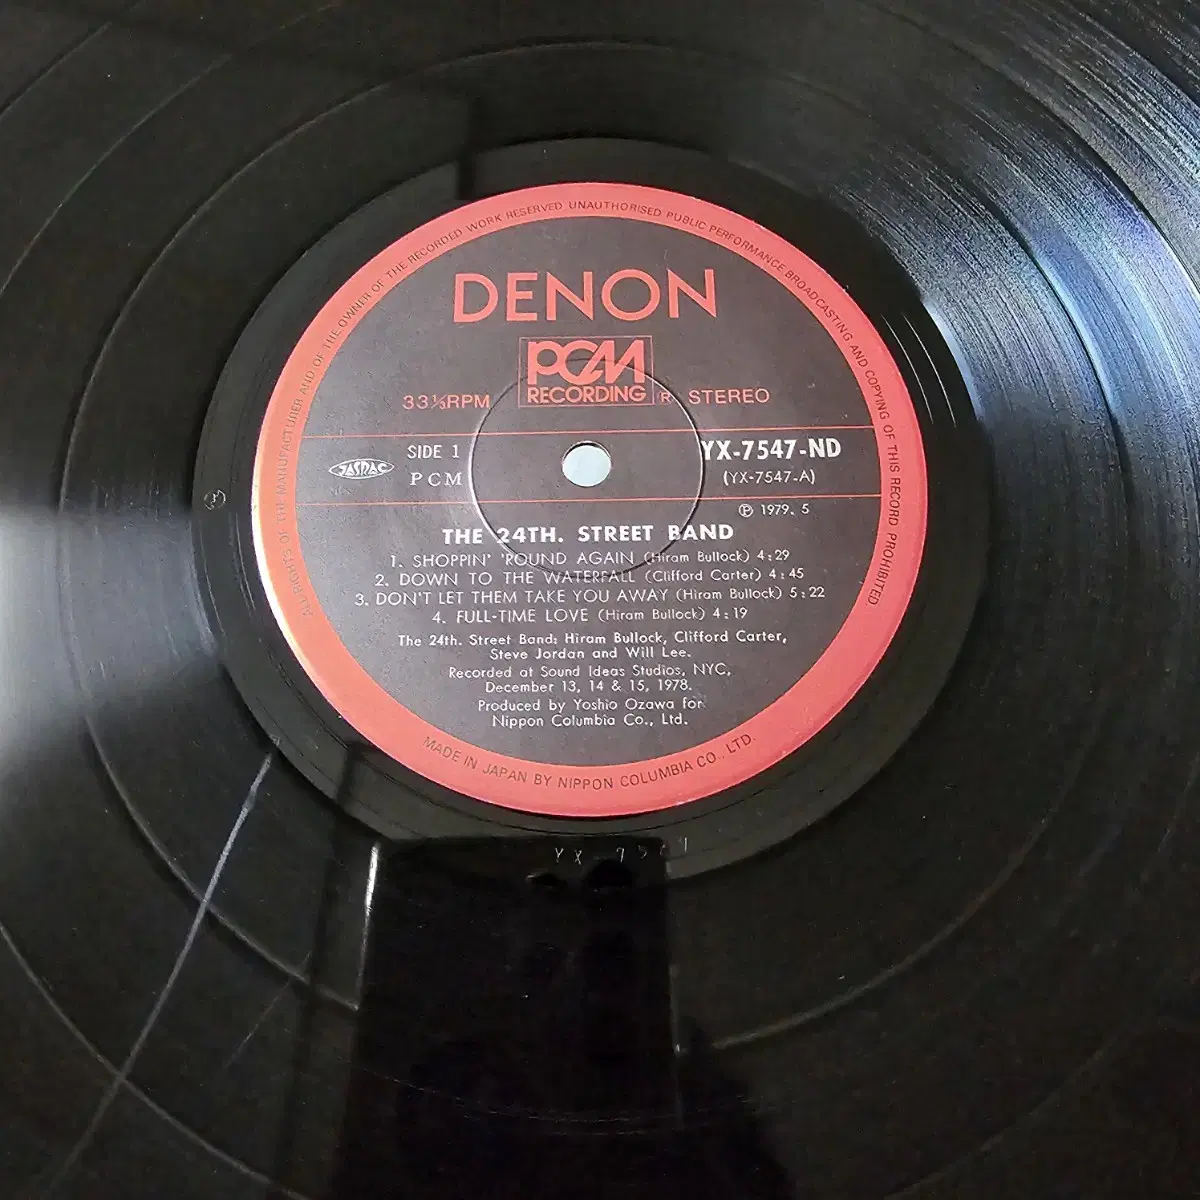 ALL RIGHTS OF THE MANUFACTURER AND OF THE OWNER OF THE RECORDED WORK RESERVED UNAUTHORISED PUBLIC PERFORMANCE BROADCASTING AND COPYING OF THIS RECORD PROHIBITED.
DENON
PCM
RECORDING
33⅓RPM STEREO
SIDE 1 YX-7547-ND
JASRAC
PCM (YX-7547-A)
Ⓟ 1979. 5
THE 24TH. STREET BAND
1. SHOPPIN' 'ROUND AGAIN (Hiram Bullock) 4:29
2. DOWN TO THE WATERFALL (Clifford Carter) 4:45
3. DON'T LET THEM TAKE YOU AWAY (Hiram Bullock) 5:22
4. FULL-TIME LOVE (Hiram Bullock) 4:19
The 24th. Street Band: Hiram Bullock, Clifford Carter,
Steve Jordan and Will Lee.
Recorded at Sound Ideas Studios, NYC,
December 13, 14 & 15, 1978.
Produced by Yoshio Ozawa for
Nippon Columbia Co., Ltd.
MADE IN JAPAN BY NIPPON COLUMBIA CO., LTD.